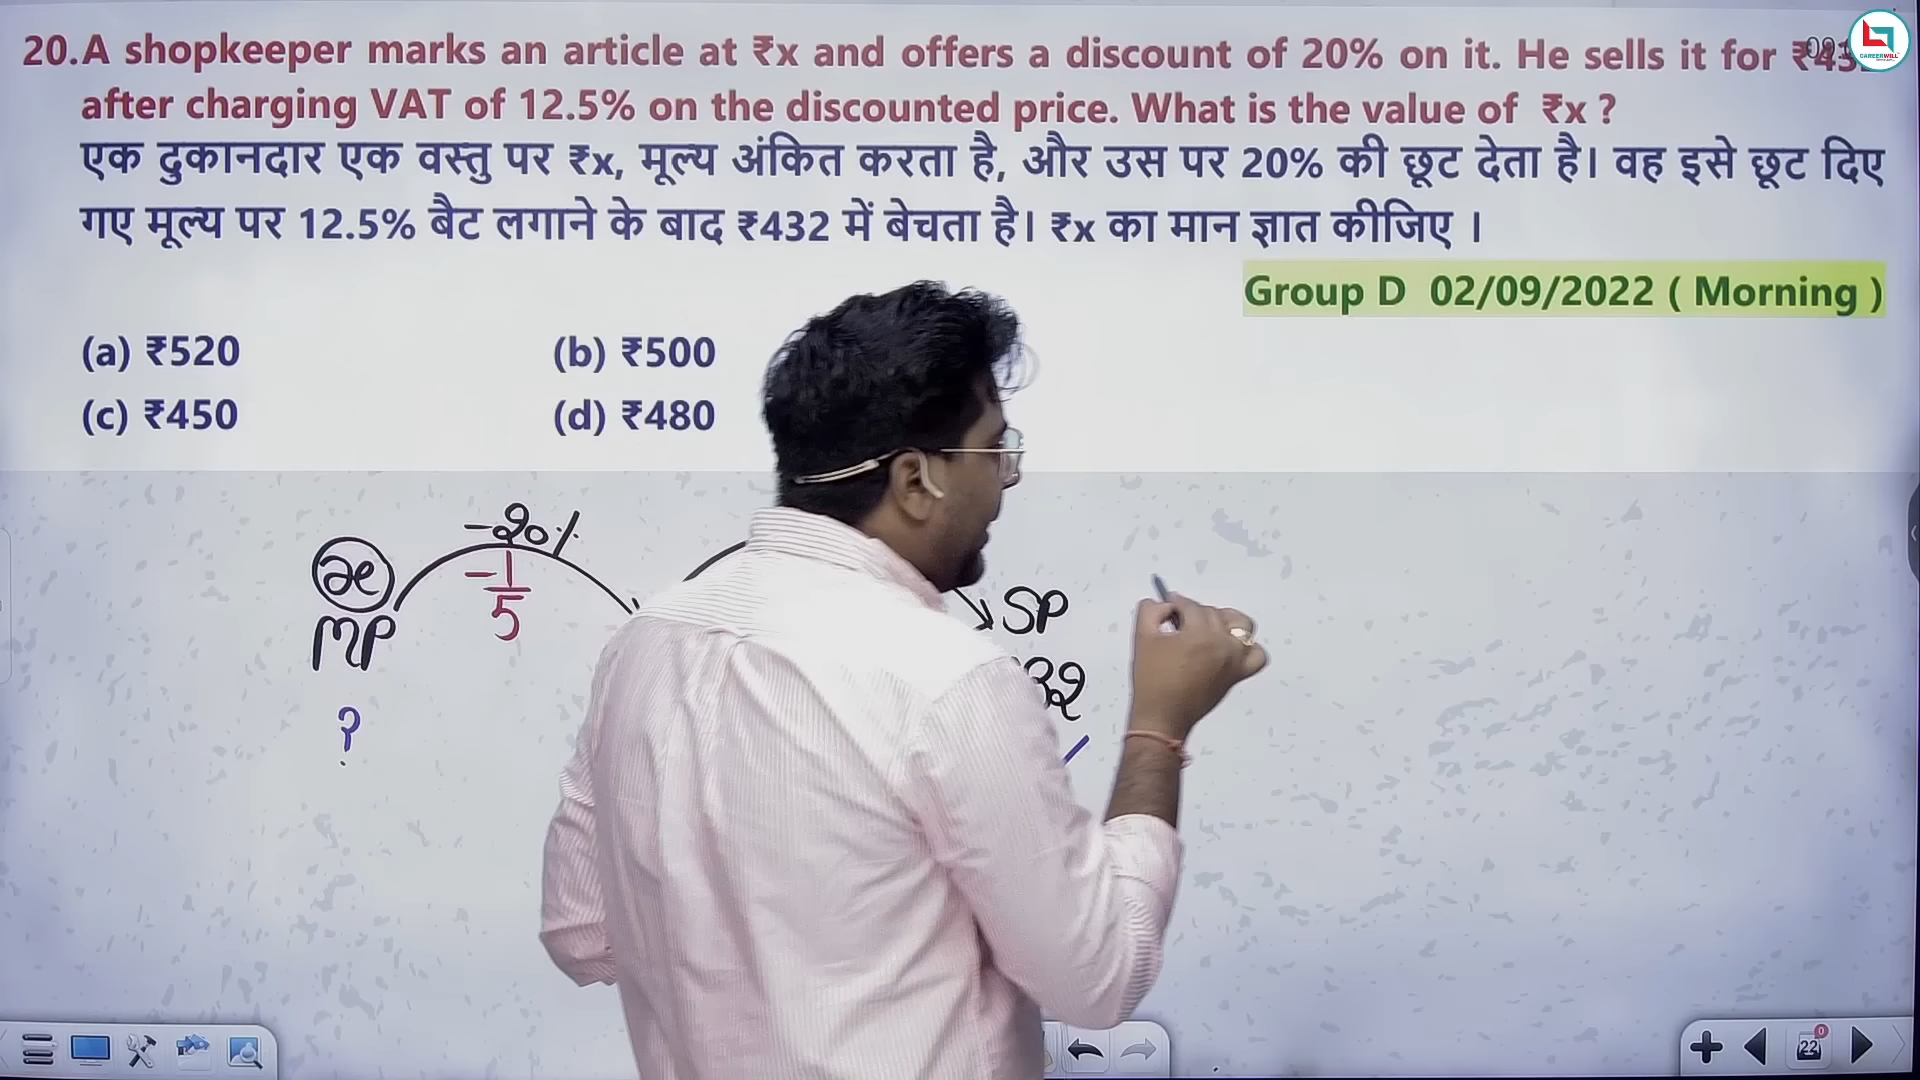 20.A shopkeeper marks an article at ₹x and offers a discount of 20% on it. He sells it for
after charging VAT of 12.5% on the discounted price. What is the value of ₹x ?
एक दुकानदार एक वस्तु पर ₹x, मूल्य अंकित करता है, और उस पर 20% की छूट देता है। वह इसे छूट दिए
गए मूल्य पर 12.5% बैट लगाने के बाद ₹432 में बेचता है। ₹x का मान ज्ञात कीजिए ।
Group D 02/09/2022 ( Morning )
(a) ₹520 (b) ₹500
(c) ₹450 (d) ₹480
-20%
x
-1/5
MP
SP
?
CAREERWILL
22
0